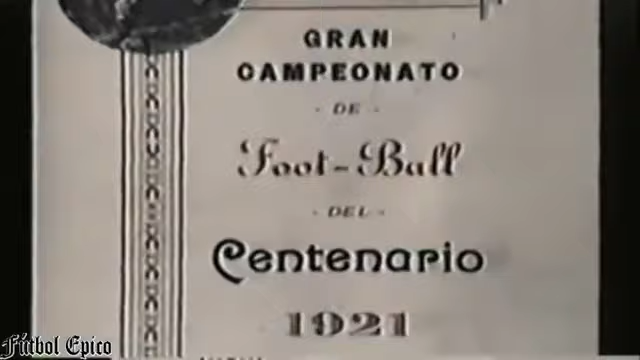 GRAN
CAMPEONATO
- DE -
Foot-Ball
- DEL -
Centenario
1921
Fútbol Epico